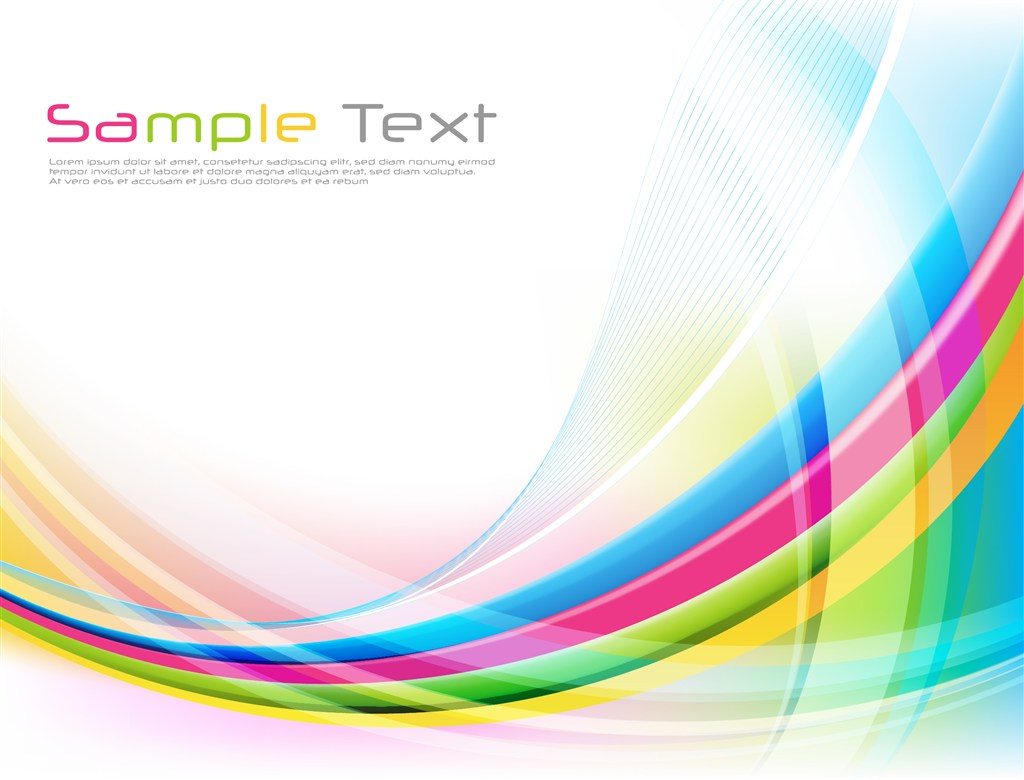 Sample Text
Lorem ipsum dolor sit amet, consetetur sadipscing elitr, sed diam nonumy eirmod
tempor invidunt ut labore et dolore magna aliquyam erat, sed diam voluptua.
At vero eos et accusam et justo duo dolores et ea rebum